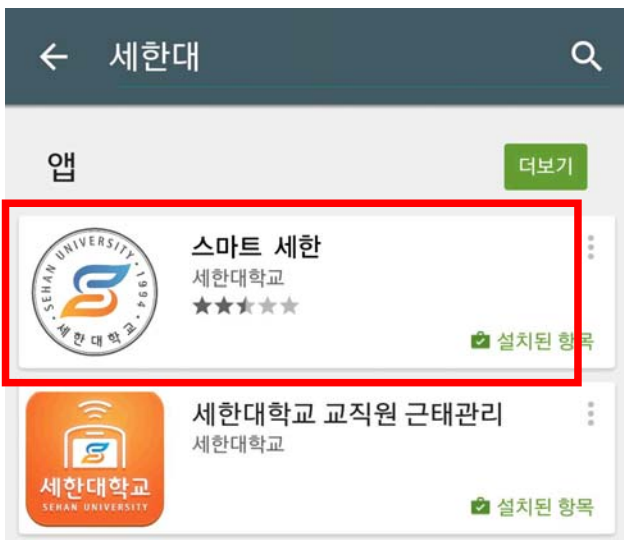 세한대
앱
더보기
SEHAN UNIVERSITY · 1994 ·
세한대학교
스마트 세한
세한대학교
설치된 항목
세한대학교
SEHAN UNIVERSITY
세한대학교 교직원 근태관리
세한대학교
설치된 항목